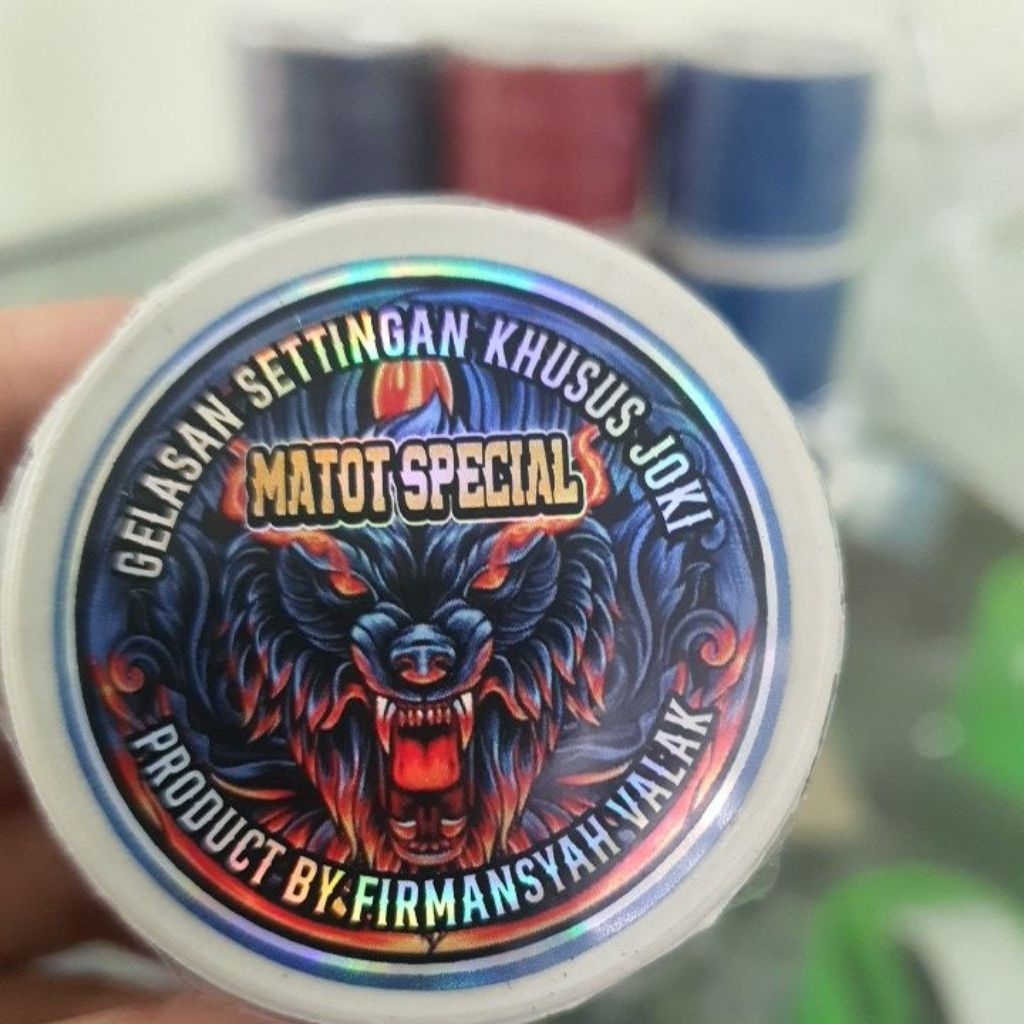 GELASAN SETTINGAN KHUSUS JOKI
MATOT SPECIAL
PRODUCT BY FIRMANSYAH VALAK